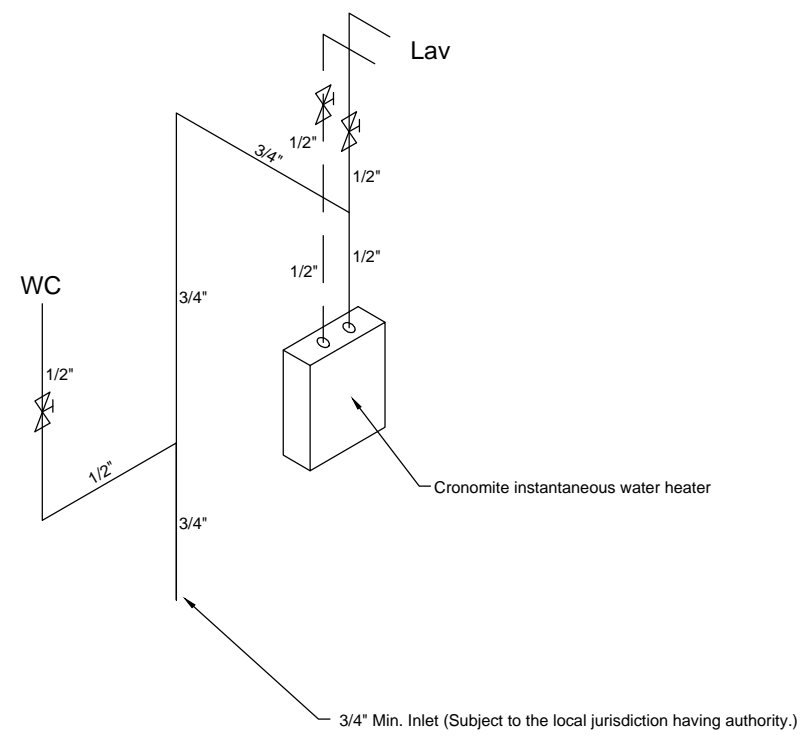 Lav
1/2"
3/4"
1/2"
1/2"
1/2"
WC
3/4"
1/2"
1/2"
Cronomite instantaneous water heater
3/4"
3/4" Min. Inlet (Subject to the local jurisdiction having authority.)